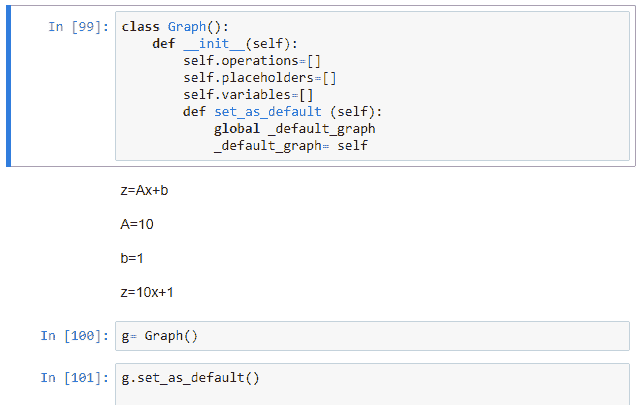 In [99]: class Graph():
def __init__(self):
self.operations=[]
self.placeholders=[]
self.variables=[]
def set_as_default (self):
global _default_graph
_default_graph= self
z=Ax+b
A=10
b=1
z=10x+1
In [100]: g= Graph()
In [101]: g.set_as_default()